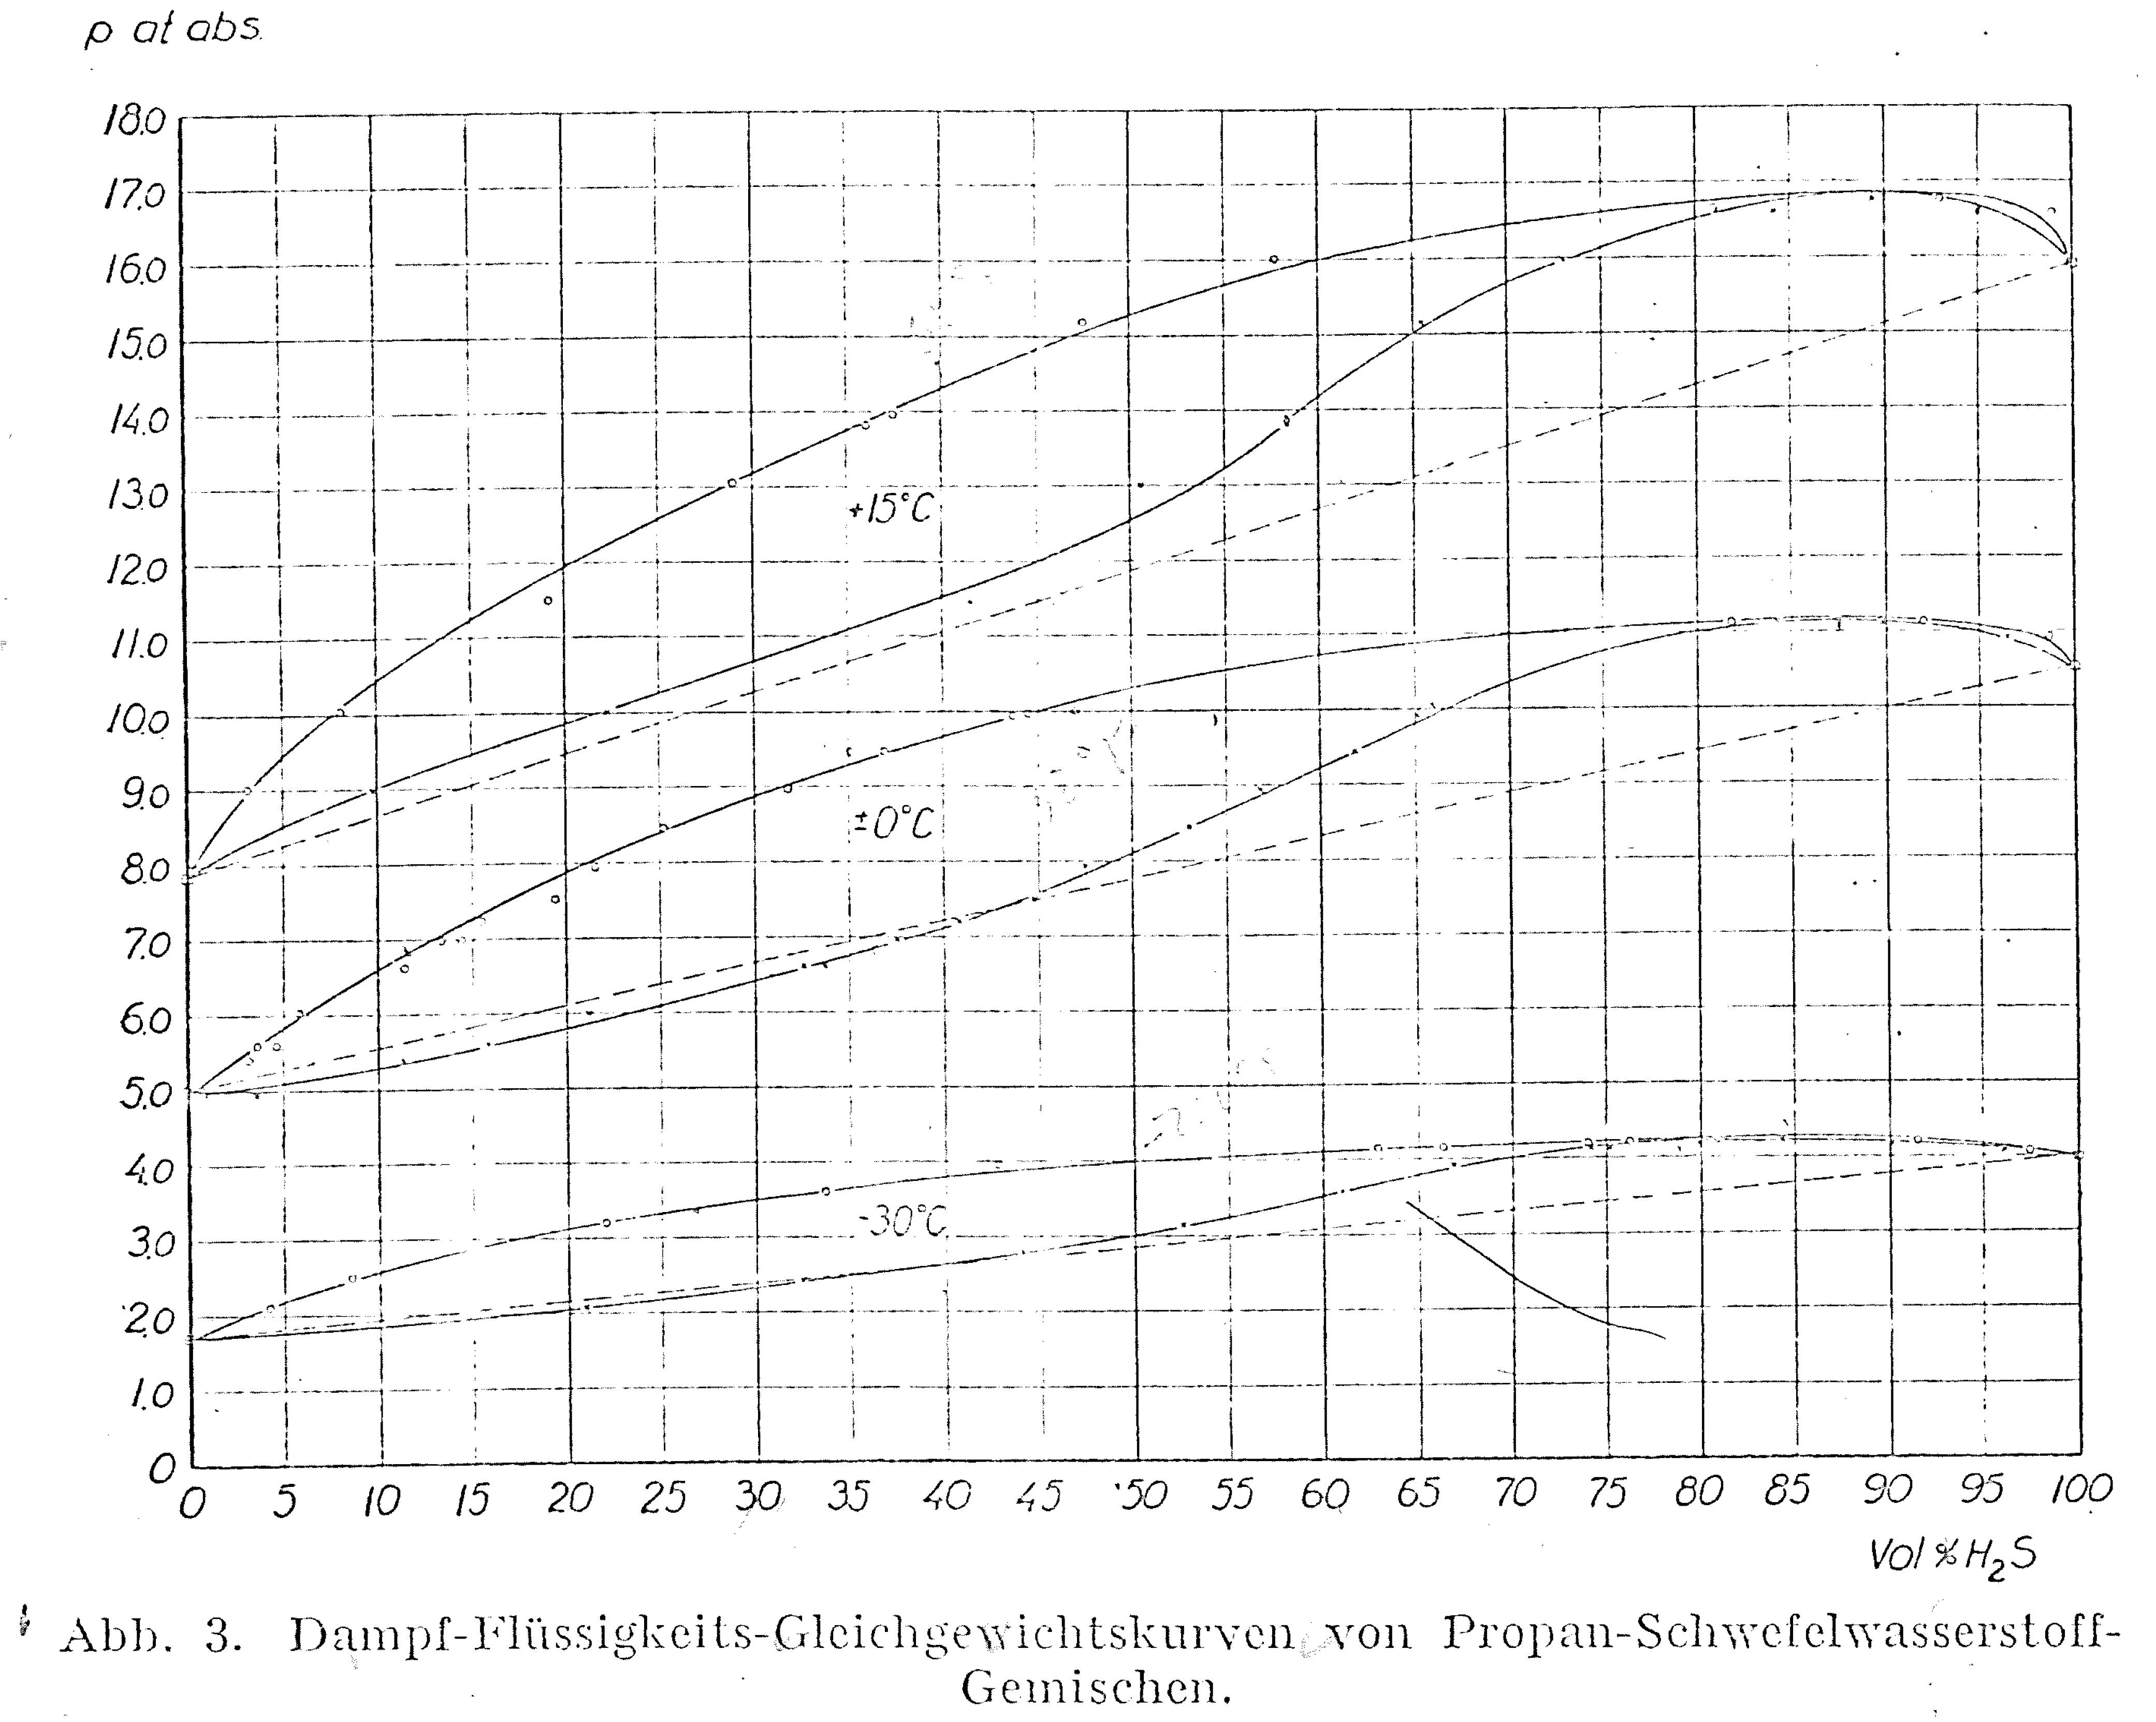 p at abs.
18.0
17.0
16.0
15.0
14.0
13.0
+15°C
12.0
11.0
10.0
9.0
±0°C
8.0
7.0
6.0
5.0
4.0
-30°C
3.0
2.0
1.0
0
0 5 10 15 20 25 30 35 40 45 50 55 60 65 70 75 80 85 90 95 100
Vol % H₂S
Abb. 3. Dampf-Flüssigkeits-Gleichgewichtskurven von Propan-Schwefelwasserstoff-
Gemischen.